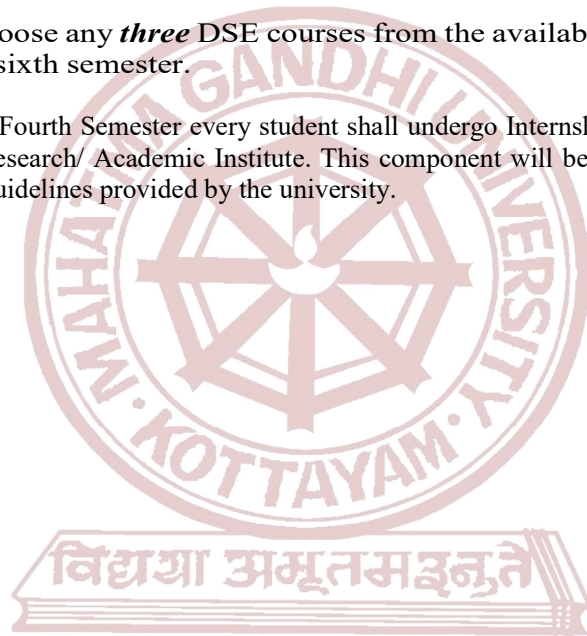 oose any three DSE courses from the availab
sixth semester.
Fourth Semester every student shall undergo Internsh
esearch/ Academic Institute. This component will be
uidelines provided by the university.
MAHATMA GANDHI UNIVERSITY
KOTTAYAM
विद्यया अमृतमश्नुते